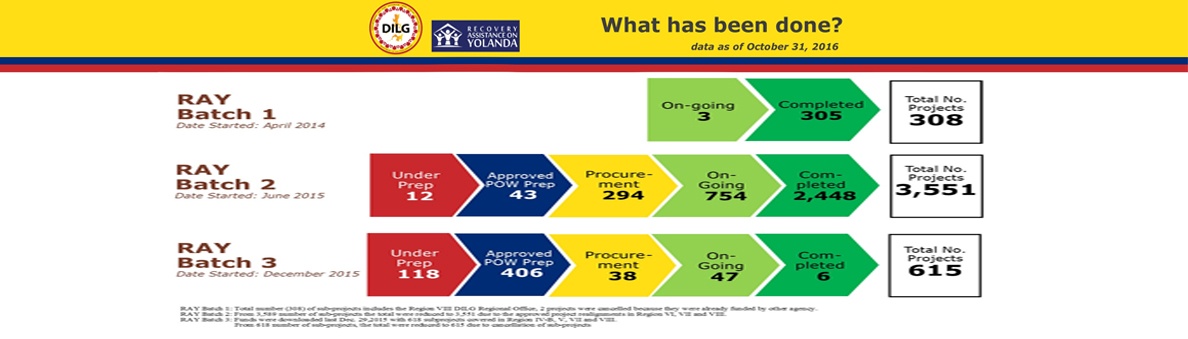 DILG
RECOVERY
ASSISTANCE ON
YOLANDA
What has been done?
data as of October 31, 2016
RAY
Batch 1
Date Started: April 2014
On-going
3
Completed
305
Total No.
Projects
308
RAY
Batch 2
Date Started: June 2015
Under
Prep
12
Approved
POW Prep
43
Procure-
ment
294
On-
Going
754
Com-
pleted
2,448
Total No.
Projects
3,551
RAY
Batch 3
Date Started: December 2015
Under
Prep
118
Approved
POW Prep
406
Procure-
ment
38
On-
Going
47
Com-
pleted
6
Total No.
Projects
615
RAY Batch 1: Total number (308) of sub-projects includes the Region VIII DILG Regional Office, 2 projects were cancelled because they were already funded by other agency.
RAY Batch 2: From 3,589 number of sub-projects the total were reduced to 3,551 due to the approved project realignments in Region VI, VII and VIII.
RAY Batch 3: Funds were downloaded last Dec. 29,2015 with 618 subprojects covered in Region IV-B, V, VII and VIII.
From 618 number of sub-projects, the total were reduced to 615 due to cancellation of sub-projects